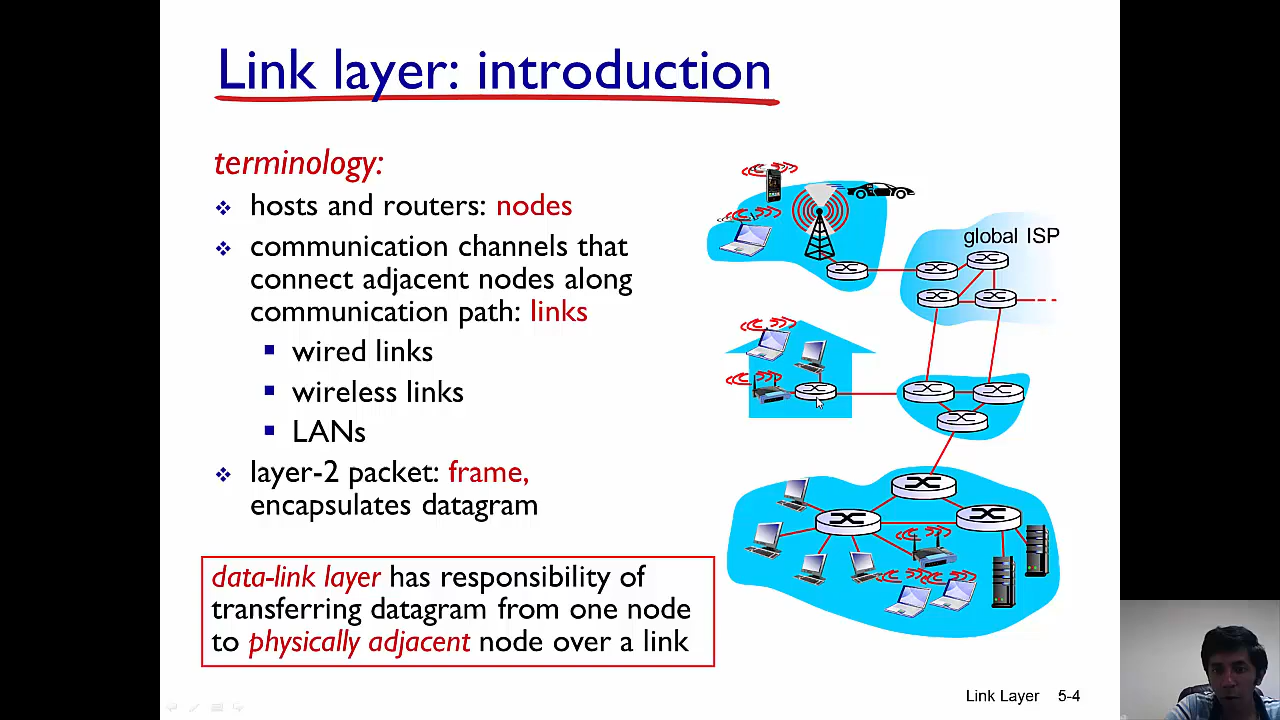 Link layer: introduction
terminology:
hosts and routers: nodes
communication channels that
connect adjacent nodes along
communication path: links
wired links
wireless links
LANs
layer-2 packet: frame,
encapsulates datagram
data-link layer has responsibility of
transferring datagram from one node
to physically adjacent node over a link
global ISP
Link Layer 5-4